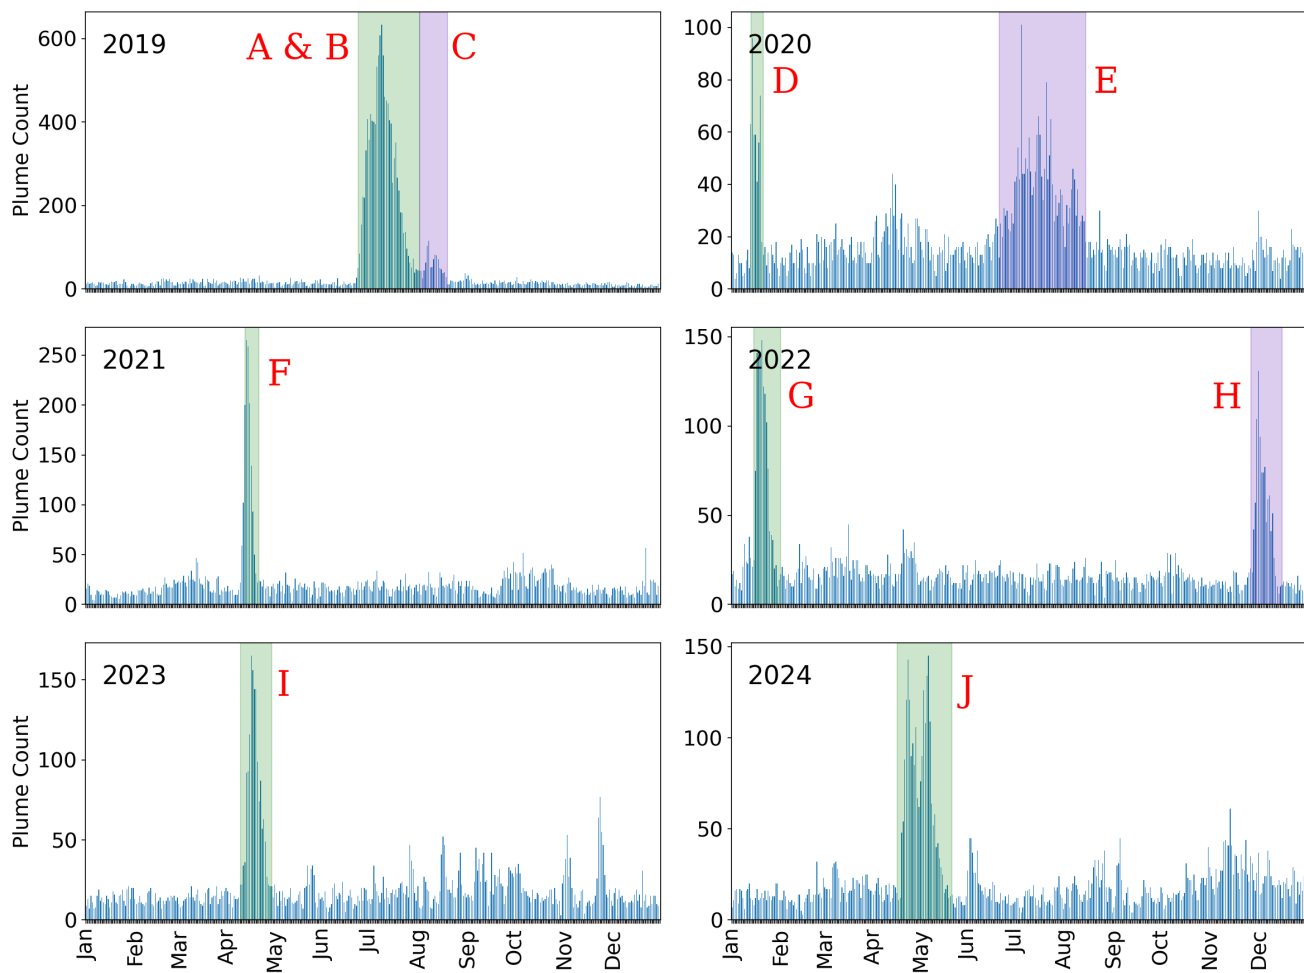 2019
A & B
C
Plume Count
600
400
200
0
2020
D
E
100
80
60
40
20
0
2021
F
Plume Count
250
200
150
100
50
0
2022
G
H
150
100
50
0
2023
I
Plume Count
150
100
50
0
Jan
Feb
Mar
Apr
May
Jun
Jul
Aug
Sep
Oct
Nov
Dec
2024
J
150
100
50
0
Jan
Feb
Mar
Apr
May
Jun
Jul
Aug
Sep
Oct
Nov
Dec